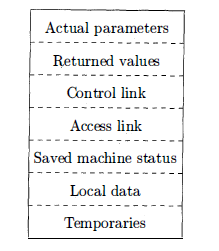 Actual parameters
Returned values
Control link
Access link
Saved machine status
Local data
Temporaries